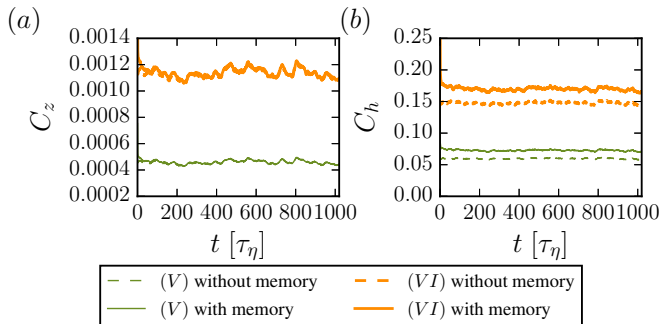 (a)
0.0014
0.0012
0.0010
0.0008
0.0006
0.0004
0.0002
C_z
0 200 400 600 800 1000
t [τ_η]
(b)
0.25
0.20
0.15
0.10
0.05
0.00
C_h
0 200 400 600 800 1000
t [τ_η]
(V) without memory
(V) with memory
(VI) without memory
(VI) with memory